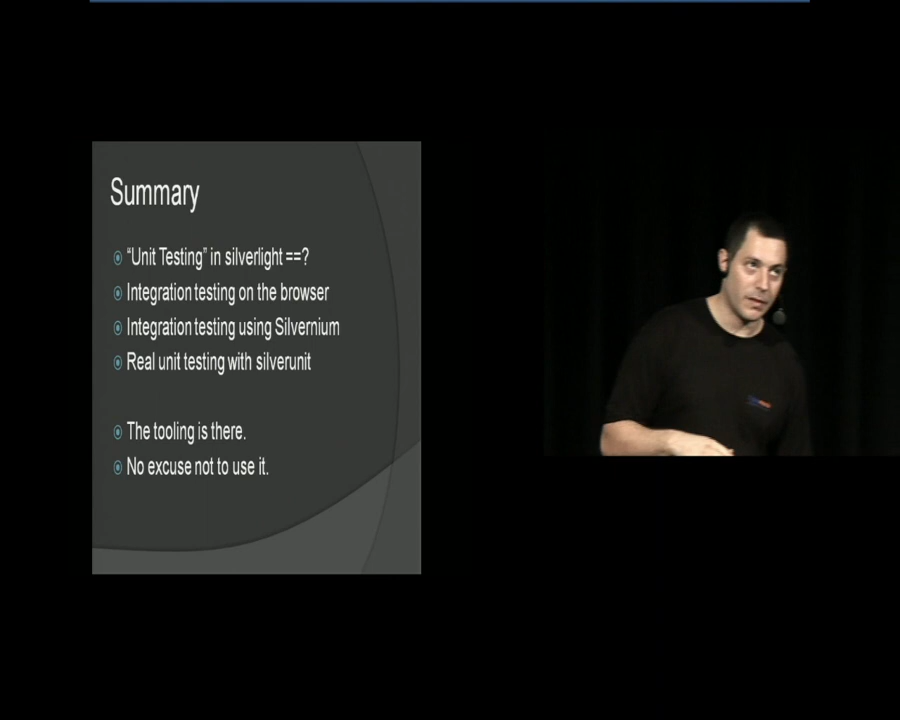 Summary
“Unit Testing” in silverlight ==?
Integration testing on the browser
Integration testing using Silvernium
Real unit testing with silverunit
The tooling is there.
No excuse not to use it.